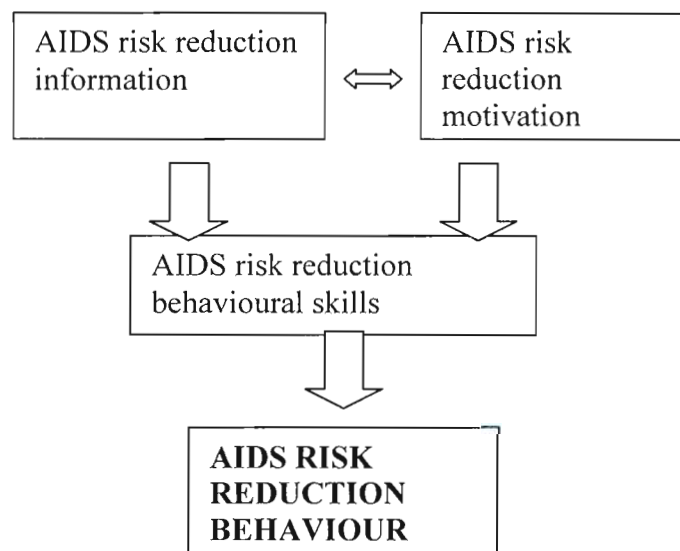 AIDS risk reduction
information
AIDS risk
reduction
motivation
AIDS risk reduction
behavioural skills
AIDS RISK
REDUCTION
BEHAVIOUR